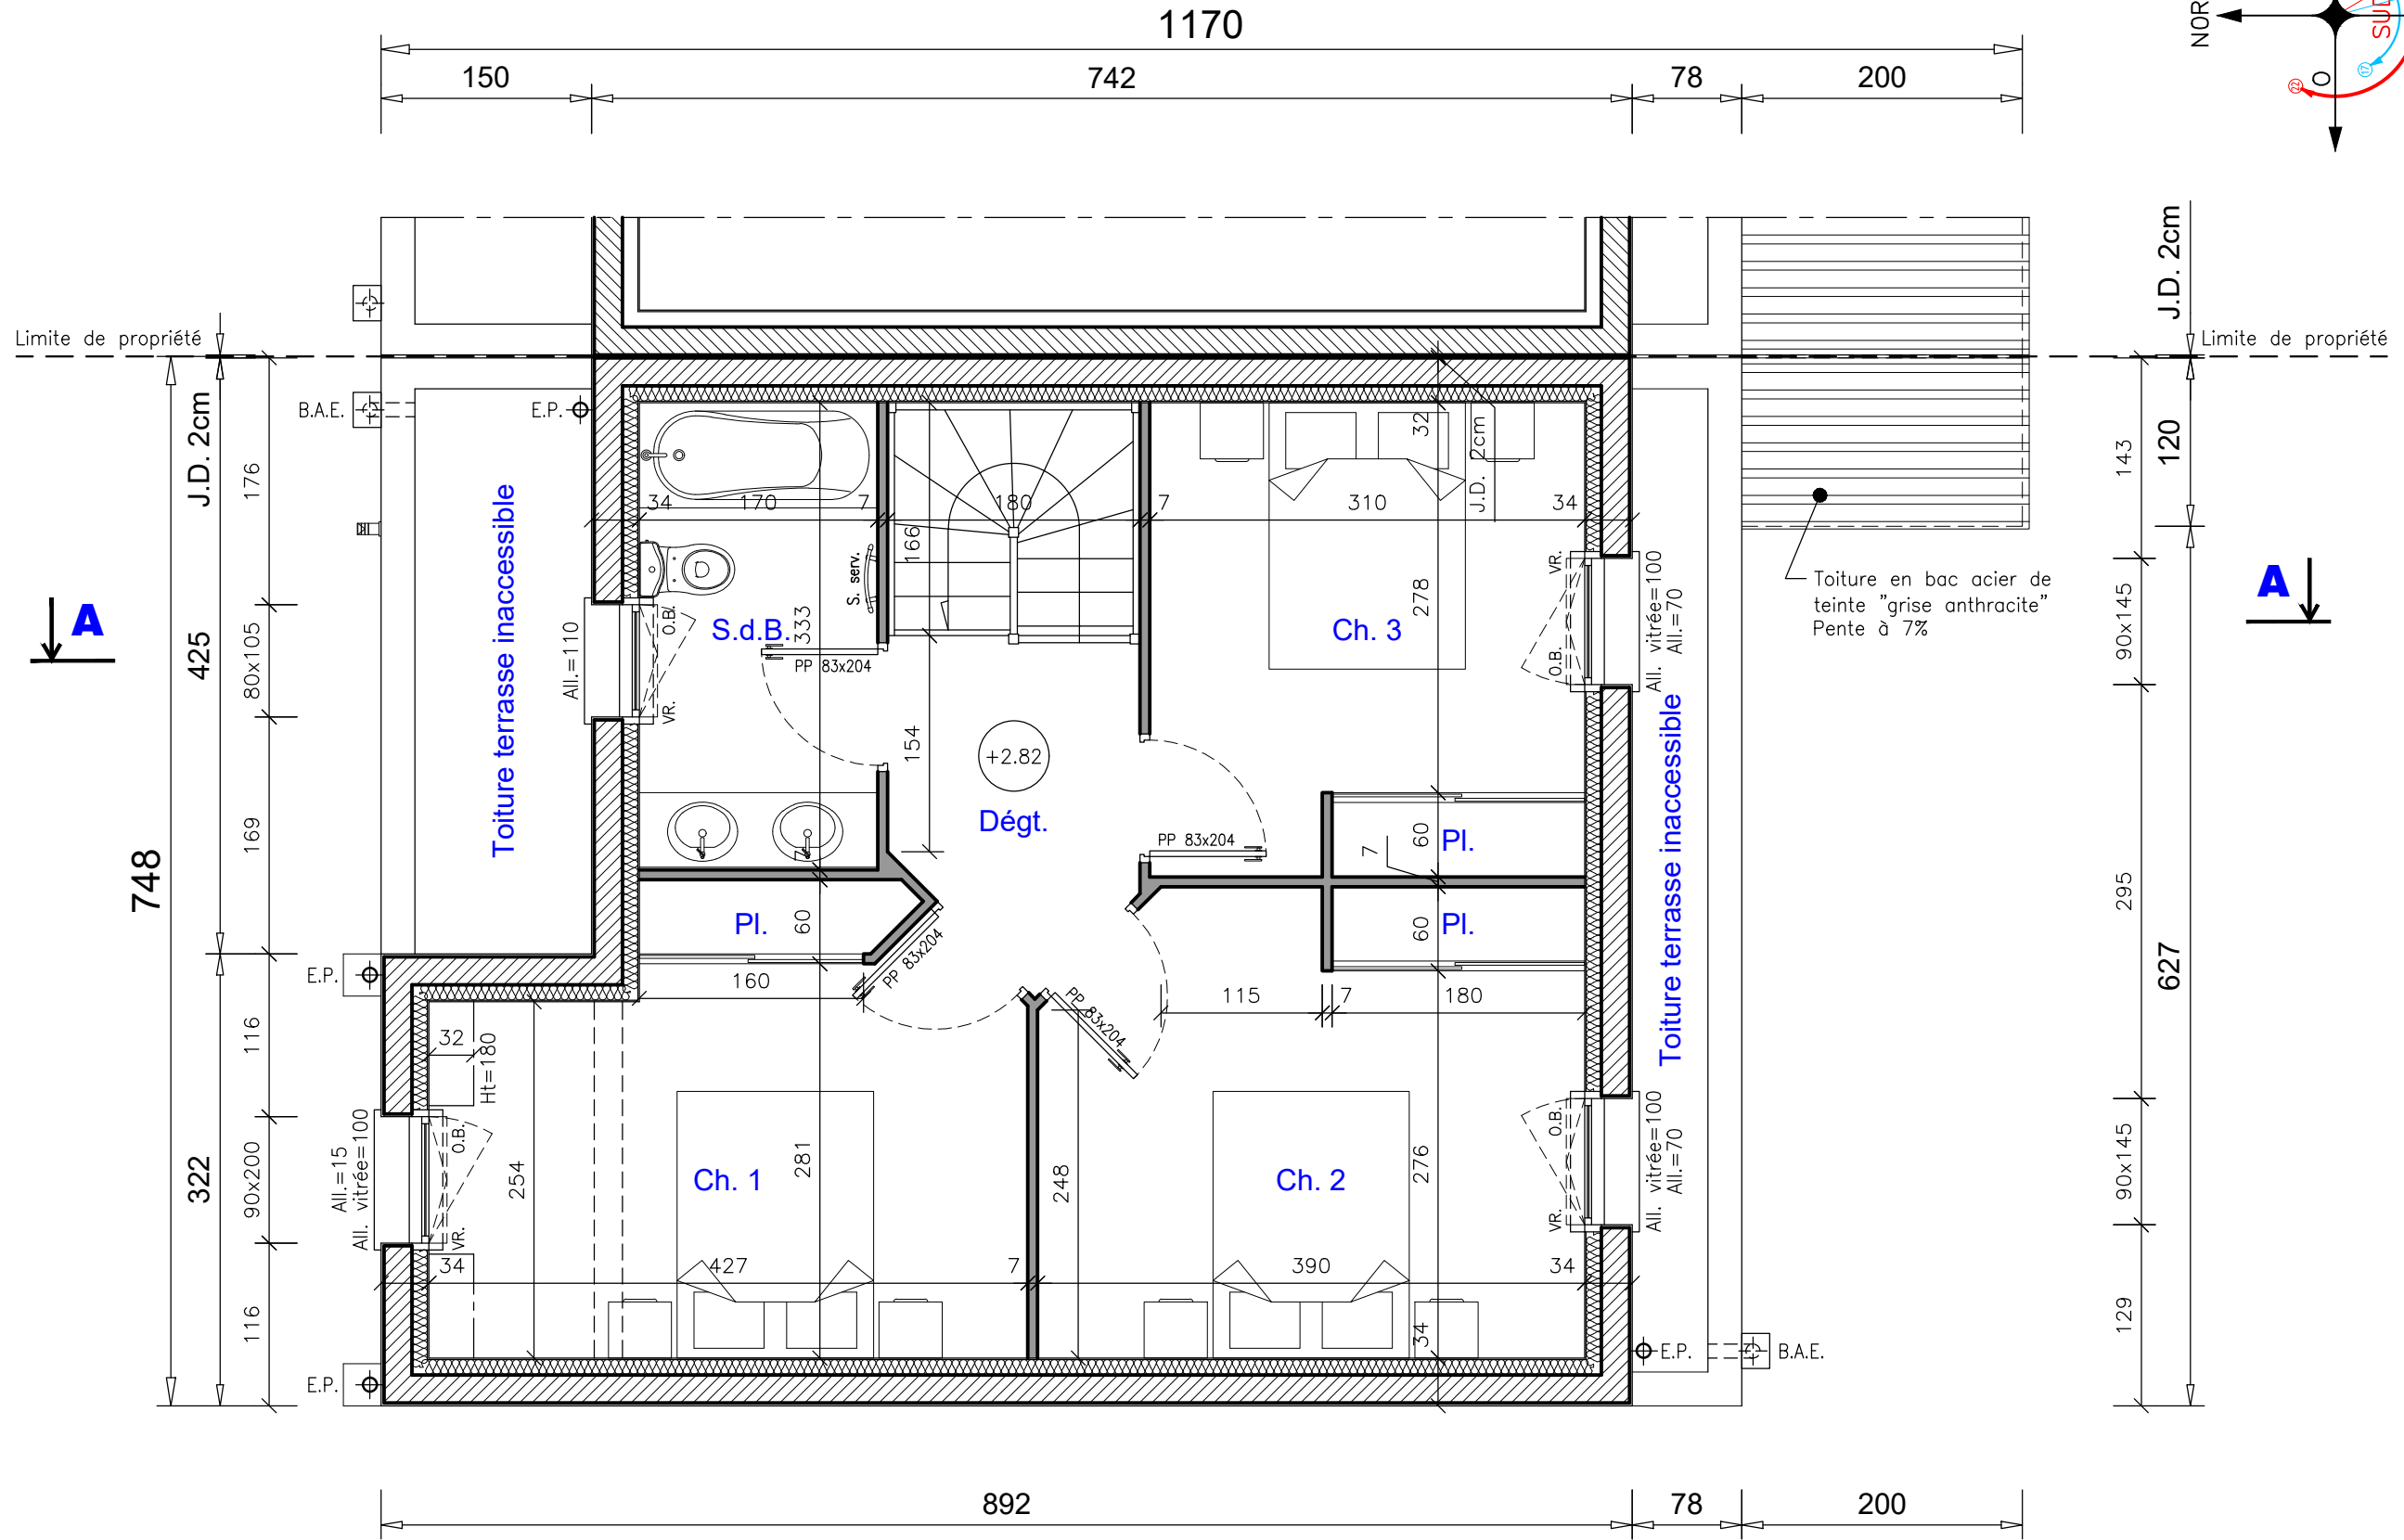 1170
150
742
78
200
NOR
SUD
O
22
17
Limite de propriété
Limite de propriété
J.D. 2cm
J.D. 2cm
748
425
322
176
80x105
169
116
90x200
116
B.A.E.
E.P.
E.P.
E.P.
Toiture terrasse inaccessible
A
A
34
170
7
180
7
310
34
32
J.D. 2cm
166
S. serv.
333
S.d.B.
PP 83x204
O.B.
VR.
All.=110
154
+2.82
Dégt.
278
Ch. 3
VR.
O.B.
All. vitrée=100
All.=70
Toiture en bac acier de
teinte "grise anthracite"
Pente à 7%
143
90x145
295
90x145
129
120
627
Toiture terrasse inaccessible
PP 83x204
7
7
60
Pl.
60
Pl.
60
Pl.
PP 83x204
PP 83x204
160
115
7
180
32
Ht=180
All.=15
All. vitrée=100
O.B.
VR.
254
Ch. 1
281
248
Ch. 2
276
O.B.
VR.
All. vitrée=100
All.=70
34
427
7
390
34
34
E.P.
B.A.E.
892
78
200